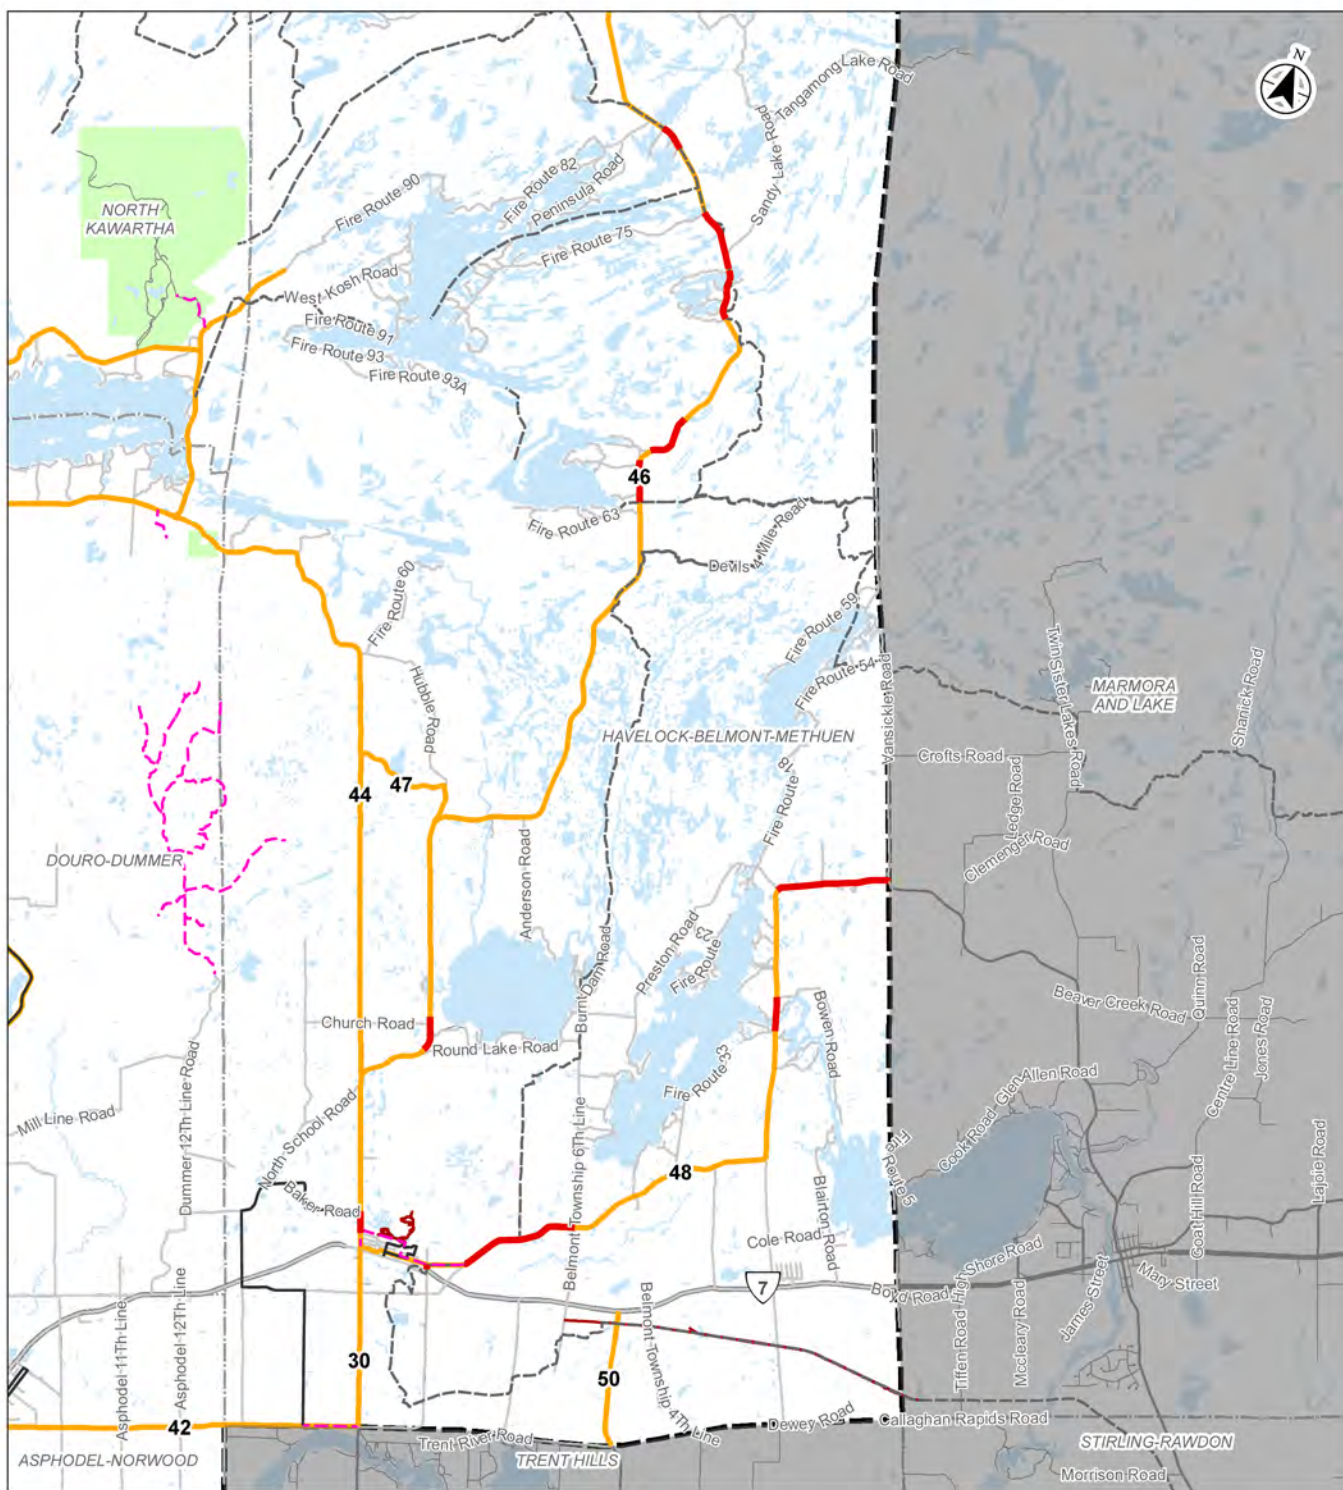 N
Tangamong Lake Road
Sandy Lake Road
Fire Route 82
Peninsula Road
Fire Route 90
NORTH
KAWARTHA
Fire Route 75
West Kosh Road
Fire Route 91
Fire Route 93
Fire Route 93A
46
Fire Route 63
Devils 4 Mile Road
Fire Route 60
Fire Route 59
Fire Route 54
Hubble Road
Vansickle Road
Twin Sister Lakes Road
MARMORA
AND LAKE
Shanick Road
HAVELOCK-BELMONT-METHUEN
Crofts Road
Fire Route 18
47
44
Ledge Road
Clemenger Road
DOURO-DUMMER
Anderson Road
Preston Road
Fire Route 23
Burnt Dam Road
Quinn Road
Beaver Creek Road
Bowen Road
Centre Line Road
Jones Road
Church Road
Round Lake Road
Fire Route 33
Glen Allen Road
Mill Line Road
Dummer 12Th Line Road
North School Road
Belmont Township 6Th Line
Cook Road
Fire Route 5
Lajoie Road
48
Baker Road
Blairton Road
Goat Hill Road
Cole Road
High Shore Road
Mary Street
7
Boyd Road
James Street
Asphodel 11Th Line
Asphodel 12Th Line
Belmont Township 4Th Line
Tiffen Road
Mccleary Road
30
50
42
Dewey Road
Callaghan Rapids Road
Trent River Road
ASPHODEL-NORWOOD
TRENT HILLS
STIRLING-RAWDON
Morrison Road